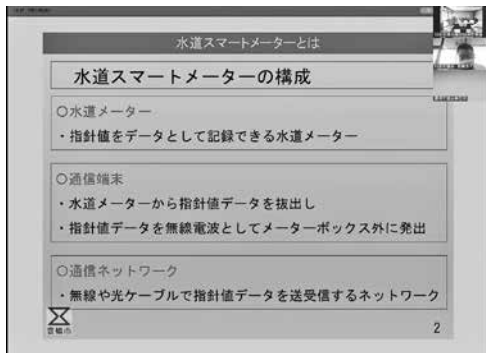 水道スマートメーターとは
水道スマートメーターの構成
○水道メーター
・指針値をデータとして記録できる水道メーター
○通信端末
・水道メーターから指針値データを抜出し
・指針値データを無線電波としてメーターボックス外に発出
○通信ネットワーク
・無線や光ケーブルで指針値データを送受信するネットワーク
豊橋市
2